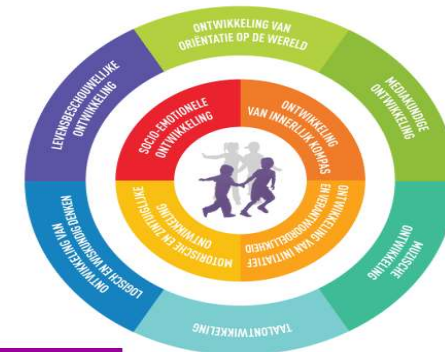 ONTWIKKELING VAN
ORIËNTATIE OP DE WERELD
MEDIAKUNDIGE
ONTWIKKELING
MUZISCHE
ONTWIKKELING
TAALONTWIKKELING
ONTWIKKELING VAN
LOGISCH EN WISKUNDIG DENKEN
LEVENSBESCHOUWELIJKE
ONTWIKKELING
SOCIO-EMOTIONELE
ONTWIKKELING
ONTWIKKELING
VAN INNERLIJK KOMPAS
ONTWIKKELING VAN INITIATIEF
EN VERANTWOORDELIJKHEID
MOTORISCHE EN ZINTUIGLIJKE
ONTWIKKELING